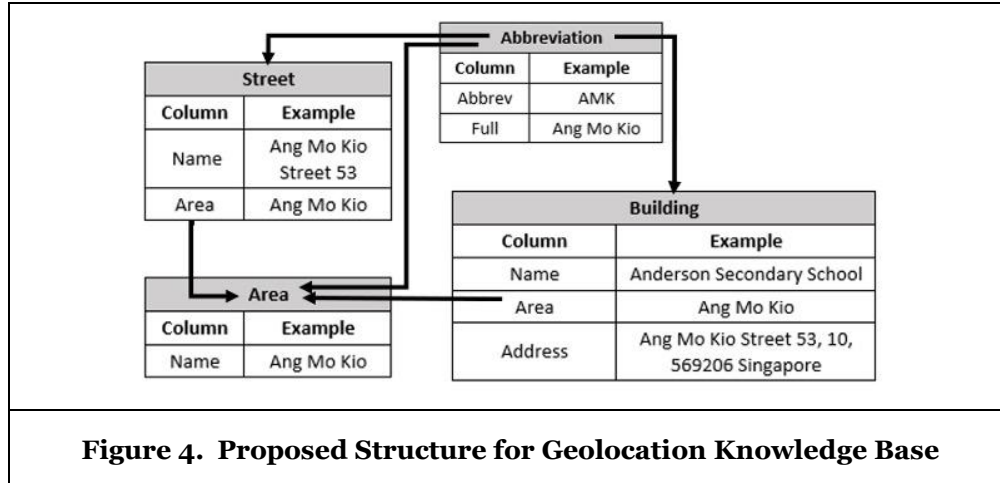 Abbreviation
Column Example
Abbrev AMK
Full Ang Mo Kio
Street
Column Example
Name Ang Mo Kio
Street 53
Area Ang Mo Kio
Building
Column Example
Name Anderson Secondary School
Area Ang Mo Kio
Address Ang Mo Kio Street 53, 10,
569206 Singapore
Area
Column Example
Name Ang Mo Kio
Figure 4. Proposed Structure for Geolocation Knowledge Base